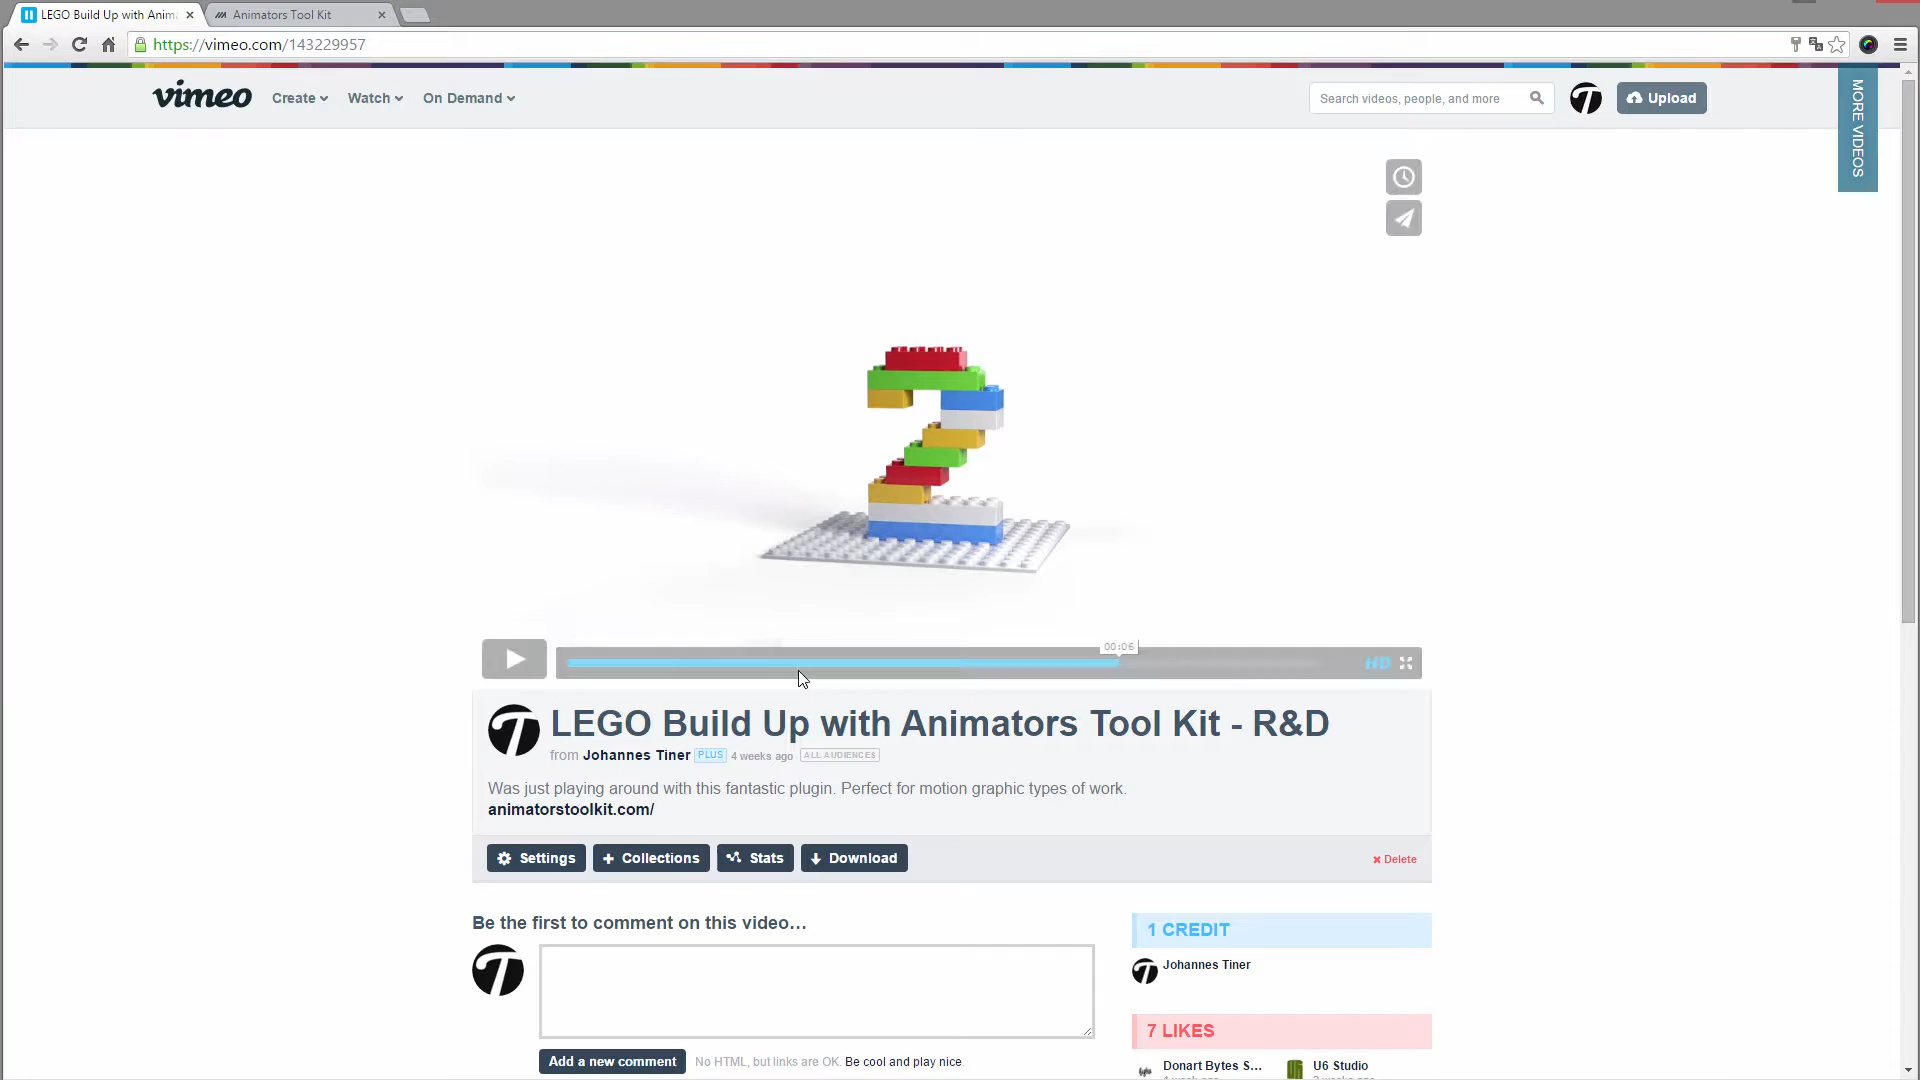 LEGO Build Up with Anim
Animators Tool Kit
https://vimeo.com/143229957
vimeo
Create
Watch
On Demand
Search videos, people, and more
Upload
MORE VIDEOS
00:06
HD
LEGO Build Up with Animators Tool Kit - R&D
from Johannes Tiner PLUS 4 weeks ago ALL AUDIENCES
Was just playing around with this fantastic plugin. Perfect for motion graphic types of work.
animatorstoolkit.com/
Settings
Collections
Stats
Download
Delete
Be the first to comment on this video...
1 CREDIT
Johannes Tiner
7 LIKES
Add a new comment
No HTML, but links are OK. Be cool and play nice.
Donart Bytes S...
U6 Studio